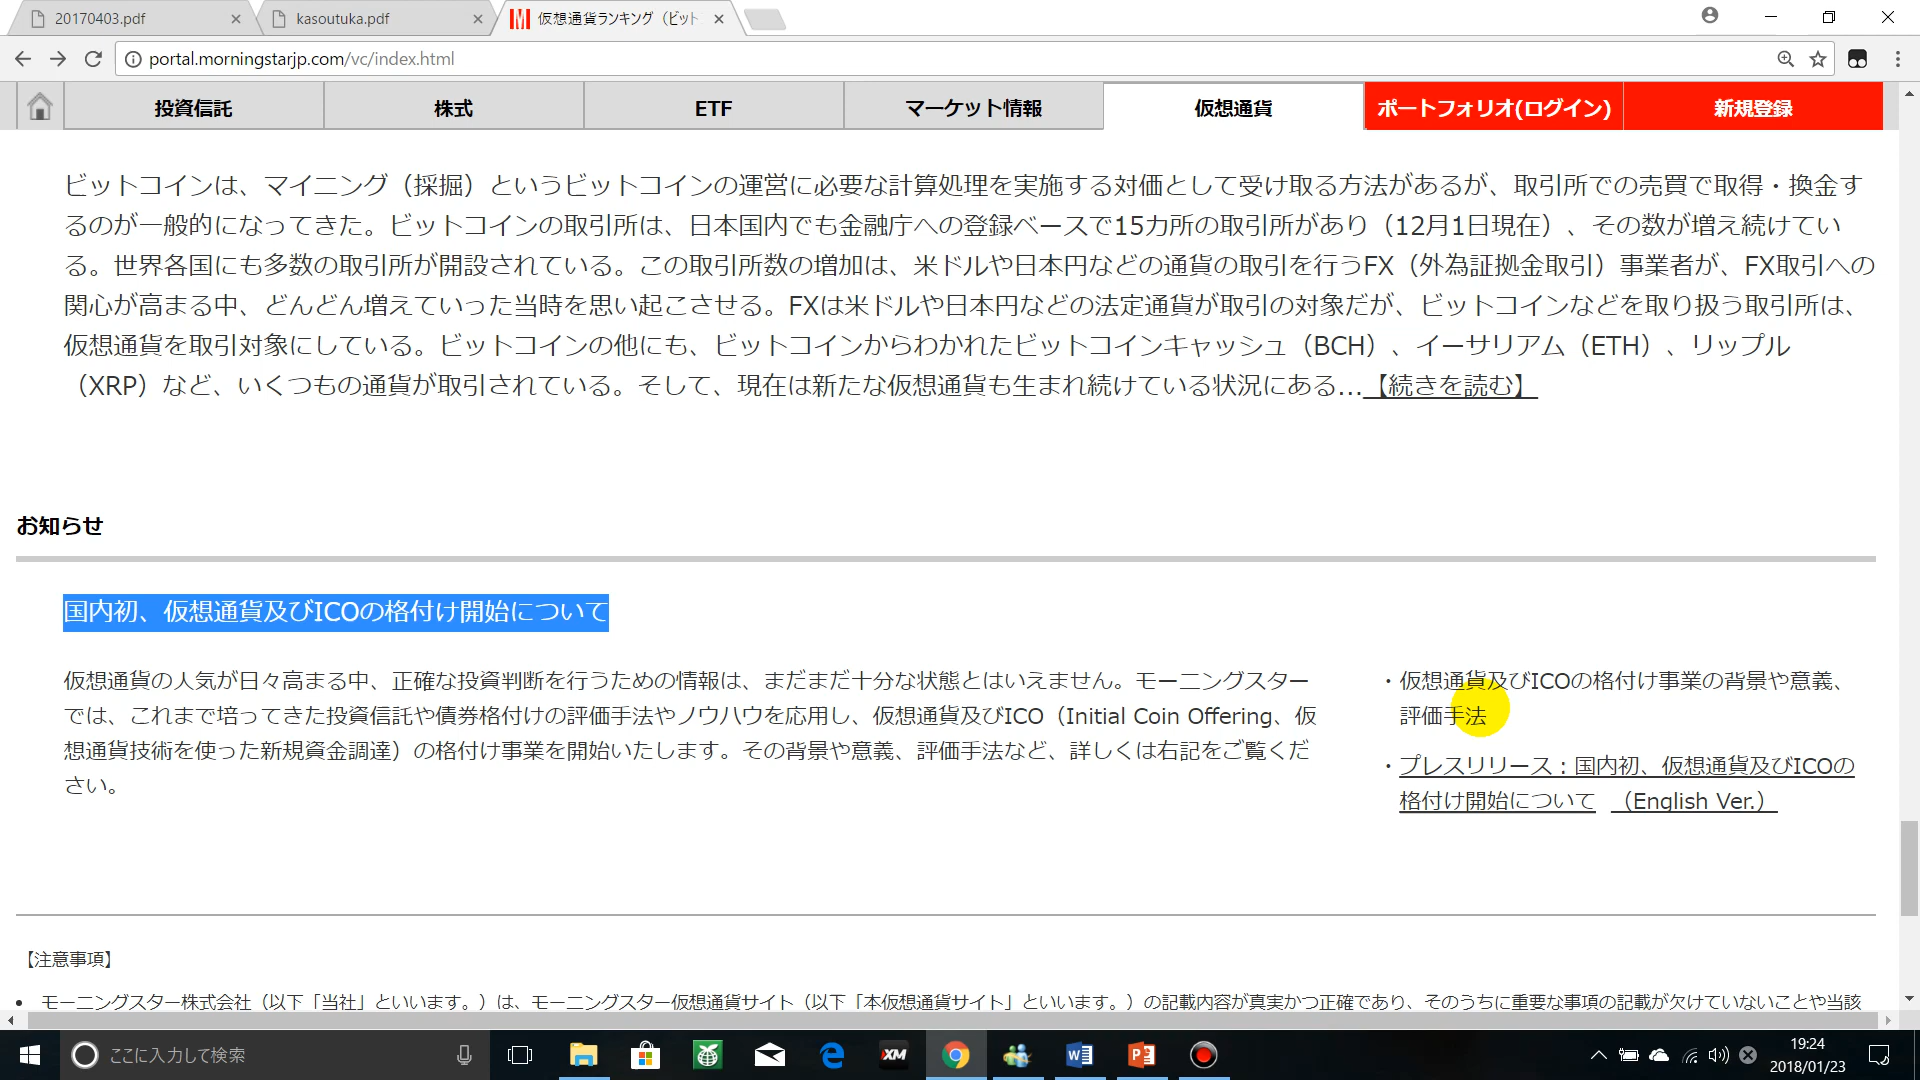 20170403.pdf
kasoutuka.pdf
仮想通貨ランキング（ビット
portal.morningstarjp.com/vc/index.html
投資信託
株式
ETF
マーケット情報
仮想通貨
ポートフォリオ(ログイン)
新規登録
ビットコインは、マイニング（採掘）というビットコインの運営に必要な計算処理を実施する対価として受け取る方法があるが、取引所での売買で取得・換金す
るのが一般的になってきた。ビットコインの取引所は、日本国内でも金融庁への登録ベースで15カ所の取引所があり（12月1日現在）、その数が増え続けてい
る。世界各国にも多数の取引所が開設されている。この取引所数の増加は、米ドルや日本円などの通貨の取引を行うFX（外為証拠金取引）事業者が、FX取引への
関心が高まる中、どんどん増えていった当時を思い起こさせる。FXは米ドルや日本円などの法定通貨が取引の対象だが、ビットコインなどを取り扱う取引所は、
仮想通貨を取引対象にしている。ビットコインの他にも、ビットコインからわかれたビットコインキャッシュ（BCH）、イーサリアム（ETH）、リップル
（XRP）など、いくつもの通貨が取引されている。そして、現在は新たな仮想通貨も生まれ続けている状況にある…【続きを読む】
お知らせ
国内初、仮想通貨及びICOの格付け開始について
仮想通貨の人気が日々高まる中、正確な投資判断を行うための情報は、まだまだ十分な状態とはいえません。モーニングスター
では、これまで培ってきた投資信託や債券格付けの評価手法やノウハウを応用し、仮想通貨及びICO（Initial Coin Offering、仮
想通貨技術を使った新規資金調達）の格付け事業を開始いたします。その背景や意義、評価手法など、詳しくは右記をご覧くだ
さい。
・仮想通貨及びICOの格付け事業の背景や意義、
評価手法
・プレスリリース：国内初、仮想通貨及びICOの
格付け開始について （English Ver.）
【注意事項】
• モーニングスター株式会社（以下「当社」といいます。）は、モーニングスター仮想通貨サイト（以下「本仮想通貨サイト」といいます。）の記載内容が真実かつ正確であり、そのうちに重要な事項の記載が欠けていないことや当該
ここに入力して検索
XM
19:24
2018/01/23